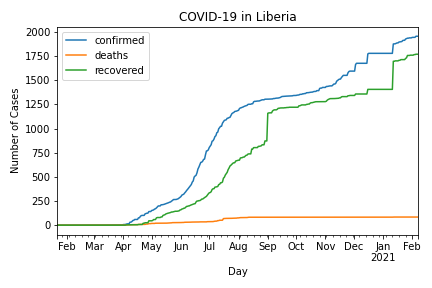 COVID-19 in Liberia
confirmed
deaths
recovered
Number of Cases
2000
1750
1500
1250
1000
750
500
250
0
Feb Mar Apr May Jun Jul Aug Sep Oct Nov Dec Jan Feb
2021
Day